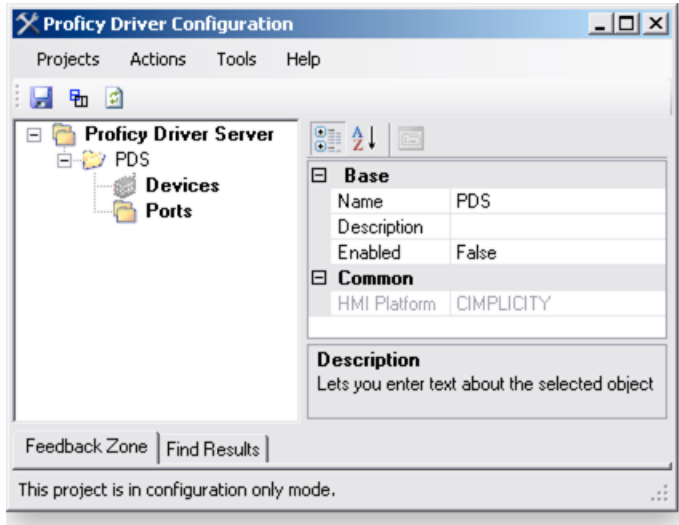 Proficy Driver Configuration
Projects Actions Tools Help
Proficy Driver Server
PDS
Devices
Ports
A
Z
Base
Name PDS
Description
Enabled False
Common
HMI Platform CIMPLICITY
Description
Lets you enter text about the selected object
Feedback Zone Find Results
This project is in configuration only mode.